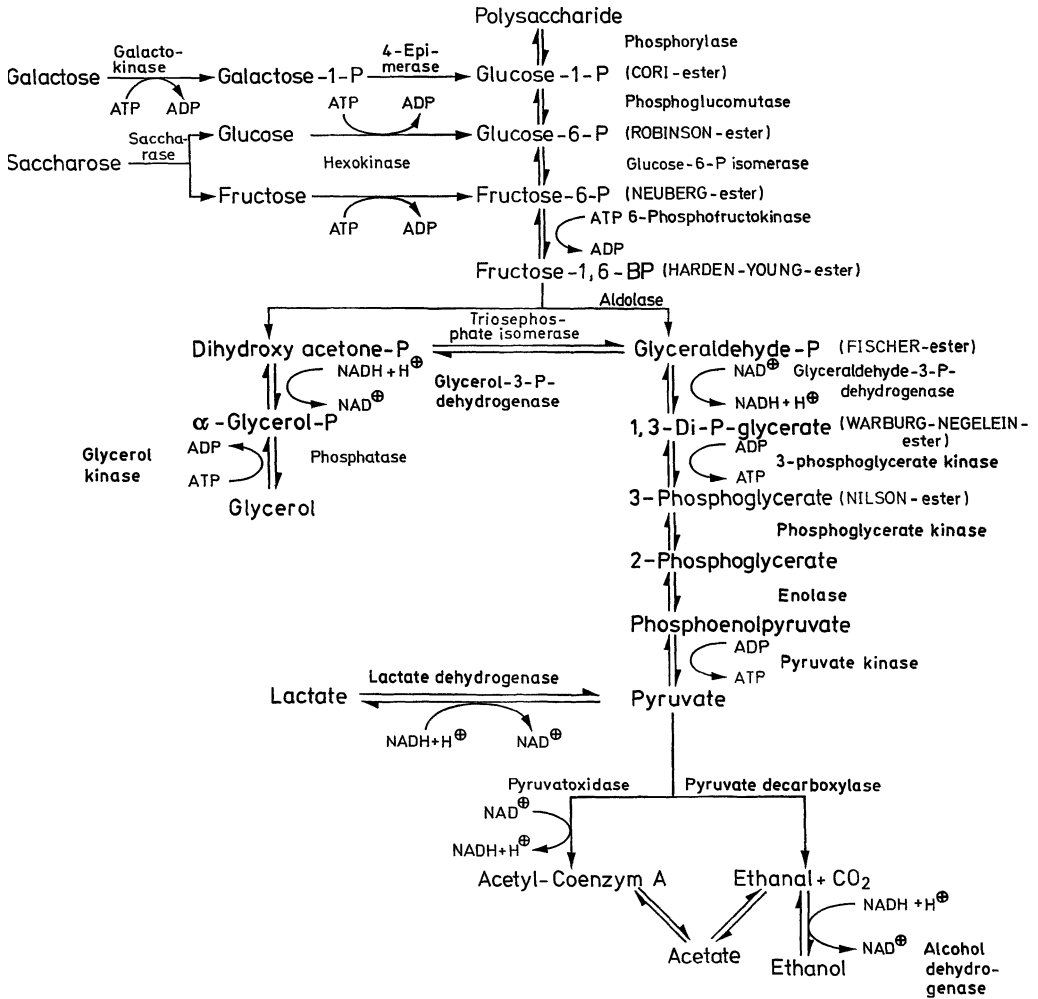 Polysaccharide
Phosphorylase
Galacto-
kinase
4-Epi-
merase
Galactose
Galactose-1-P
Glucose-1-P
(CORI-ester)
ATP
ADP
ATP
ADP
Phosphoglucomutase
Saccharose
Saccha-
rase
Glucose
Glucose-6-P
(ROBINSON-ester)
Hexokinase
Glucose-6-P isomerase
Fructose
Fructose-6-P
(NEUBERG-ester)
ATP
ADP
ATP
6-Phosphofructokinase
ADP
Fructose-1,6-BP
(HARDEN-YONG-ester)
Aldolase
Triosephos-
phate isomerase
Dihydroxy acetone-P
Glyceraldehyde-P
(FISCHER-ester)
NADH+H⊕
NAD⊕
Glycerol-3-P-
dehydrogenase
NAD⊕
NADH+H⊕
Glyceraldehyde-3-P-
dehydrogenase
α-Glycerol-P
1,3-Di-P-glycerate
(WARBURG-NEGELEIN-
ester)
Glycerol
kinase
ADP
ATP
Phosphatase
ADP
ATP
3-phosphoglycerate kinase
Glycerol
3-Phosphoglycerate
(NILSON-ester)
Phosphoglycerate kinase
2-Phosphoglycerate
Enolase
Phosphoenolpyruvate
ADP
ATP
Pyruvate kinase
Lactate
Lactate dehydrogenase
Pyruvate
NADH+H⊕
NAD⊕
Pyruvatoxidase
Pyruvate decarboxylase
NAD⊕
NADH+H⊕
Acetyl-Coenzym A
Ethanal + CO2
NADH+H⊕
NAD⊕
Alcohol
dehydro-
genase
Acetate
Ethanol